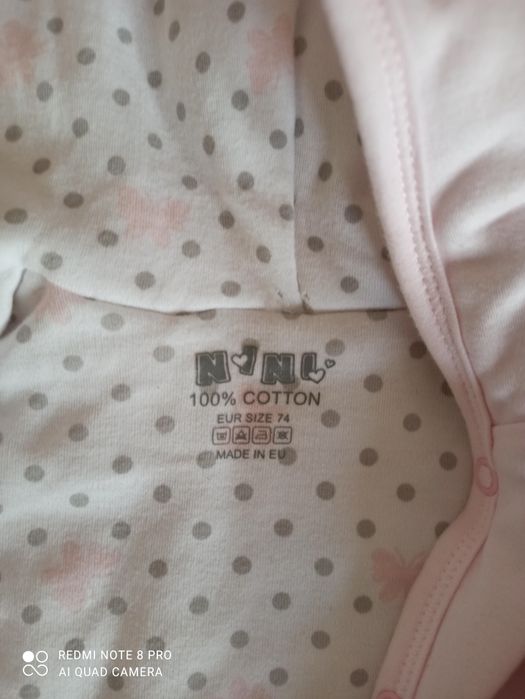 NINI
100% COTTON
EUR SIZE 74
MADE IN EU
REDMI NOTE 8 PRO
AI QUAD CAMERA